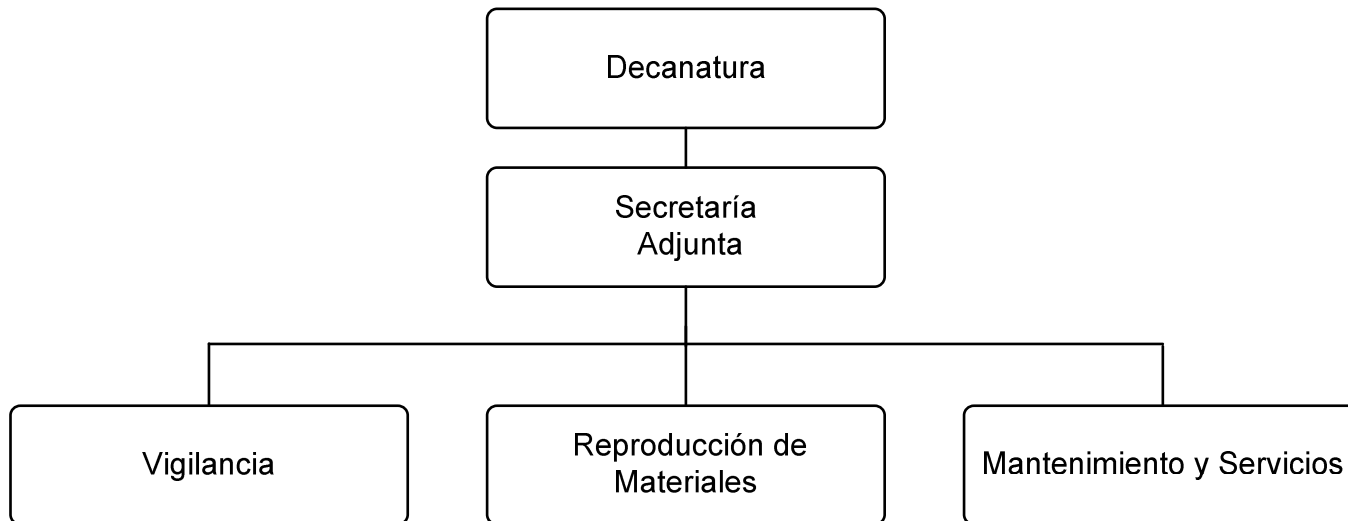 Decanatura
Secretaría
Adjunta
Vigilancia
Reproducción de
Materiales
Mantenimiento y Servicios